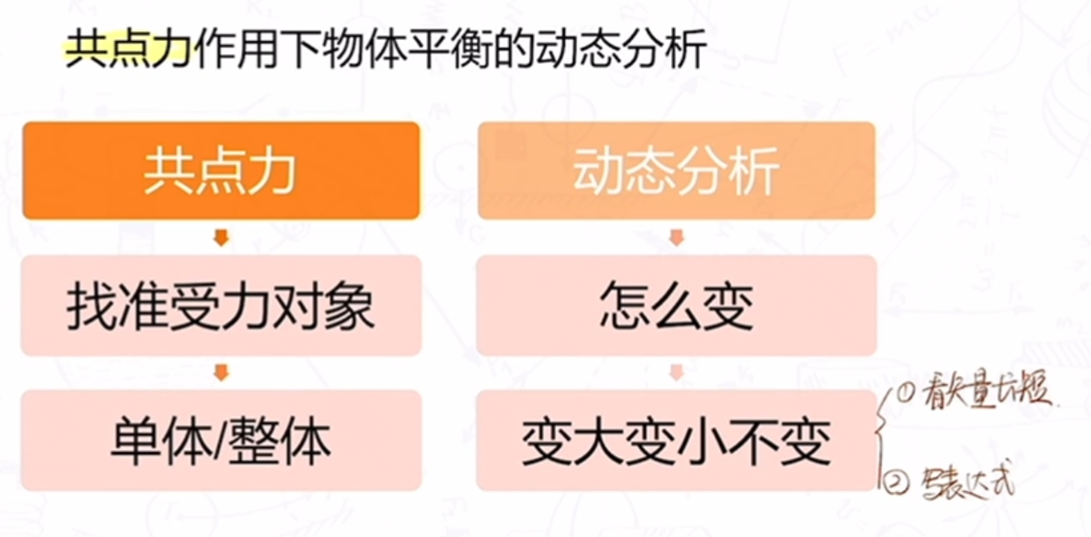 共点力作用下物体平衡的动态分析
共点力
动态分析
找准受力对象
怎么变
单体/整体
变大变小不变
①看矢量长短.
②写表达式